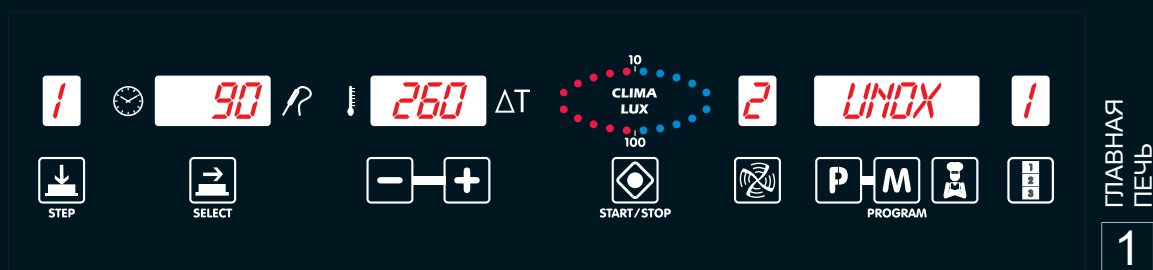 10
1
90
260
ΔT
CLIMA
LUX
2
UNOX
1
100
P
M
1
2
3
STEP
SELECT
START/STOP
PROGRAM
ГЛАВНАЯ
ПЕЧЬ
1